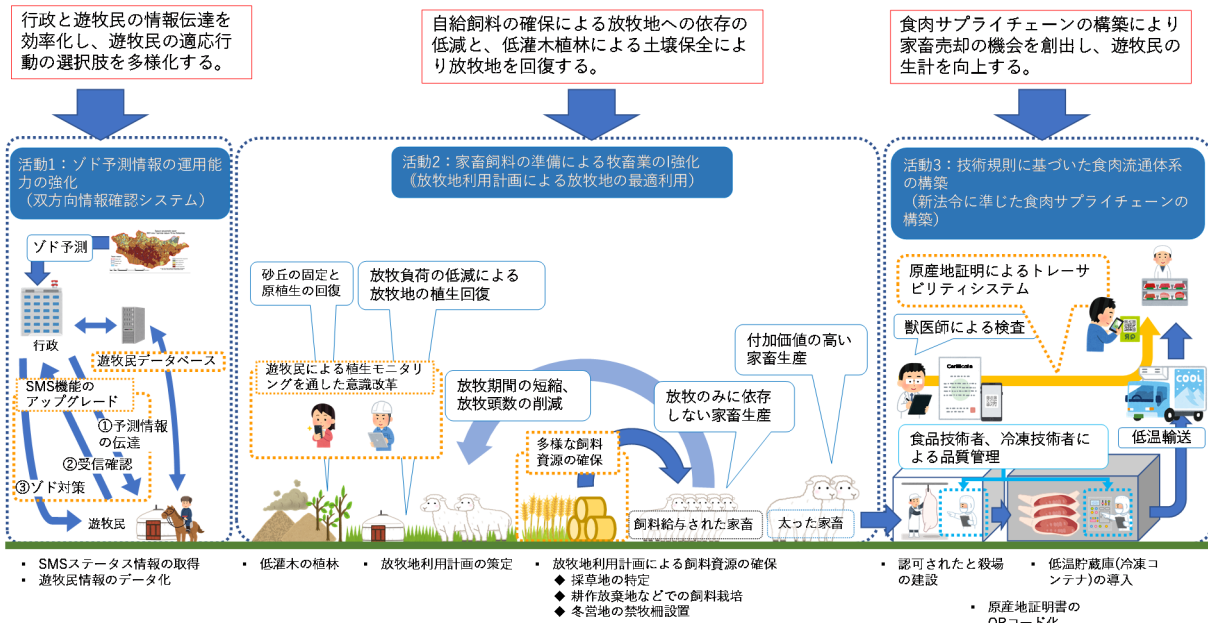 行政と遊牧民の情報伝達を
効率化し、遊牧民の適応行
動の選択肢を多様化する。
自給飼料の確保による放牧地への依存の
低減と、低灌木植林による土壌保全によ
り放牧地を回復する。
食肉サプライチェーンの構築により
家畜売却の機会を創出し、遊牧民の
生計を向上する。
活動1：ゾド予測情報の運用能
力の強化
（双方向情報確認システム）
ゾド予測
行政
遊牧民データベース
SMS機能の
アップグレード
①予測情報
の伝達
②受信確認
③ゾド対策
遊牧民
▪ SMSステータス情報の取得
▪ 遊牧民情報のデータ化
活動2：家畜飼料の準備による牧畜業のI強化
（放牧地利用計画による放牧地の最適利用）
砂丘の固定と
原植生の回復
放牧負荷の低減による
放牧地の植生回復
遊牧民による植生モニタリ
ングを通した意識改革
放牧期間の短縮、
放牧頭数の削減
多様な飼料
資源の確保
放牧のみに依存
しない家畜生産
付加価値の高い
家畜生産
飼料給与された家畜
太った家畜
▪ 低灌木の植林
▪ 放牧地利用計画の策定
▪ 放牧地利用計画による飼料資源の確保
◆ 採草地の特定
◆ 耕作放棄地などでの飼料栽培
◆ 冬営地の禁牧柵設置
活動3：技術規則に基づいた食肉流通体系
の構築
（新法令に準じた食肉サプライチェーンの
構築）
原産地証明によるトレーサ
ビリティシステム
獣医師による検査
Certificate
COOL
低温輸送
食品技術者、冷凍技術者に
よる品質管理
▪ 認可されたと殺場
の建設
▪ 低温貯蔵庫(冷凍コ
ンテナ)の導入
▪ 原産地証明書の
QRコード化